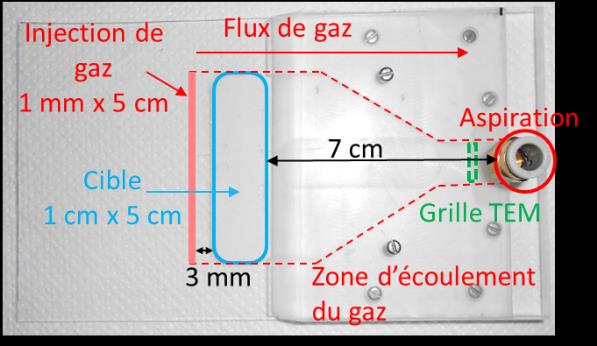 Injection de
gaz
1 mm x 5 cm
Flux de gaz
Aspiration
7 cm
Cible
1 cm x 5 cm
Grille TEM
3 mm
Zone d'écoulement
du gaz